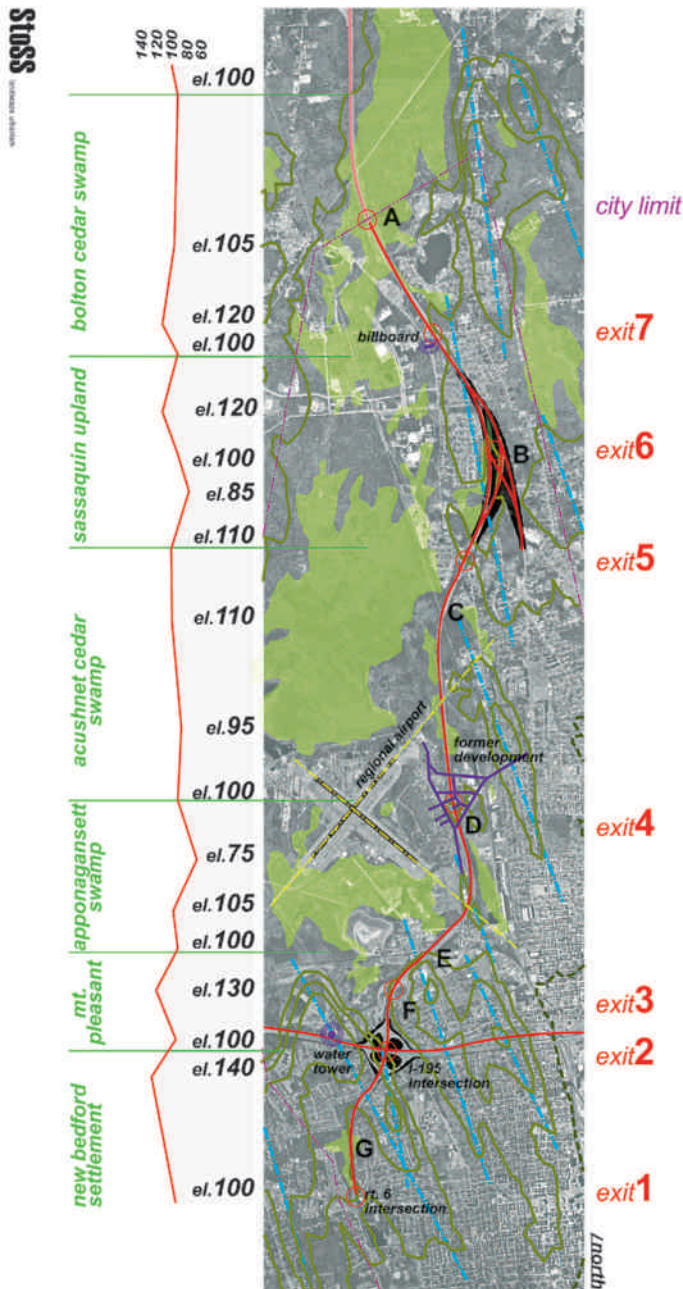 Stoss
landscape urbanism
140
120
100
80
60
el.100
bolton cedar swamp
el.105
el.120
el.100
sassaquin upland
el.120
el.100
el.85
el.110
acushnet cedar
swamp
el.110
el.95
el.100
apponagansett
swamp
el.75
el.105
el.100
mt.
pleasant
el.130
el.100
new bedford
settlement
el.140
el.100
A
billboard
B
C
regional airport
former
development
D
E
F
water
tower
i-195
intersection
G
rt. 6
intersection
city limit
exit7
exit6
exit5
exit4
exit3
exit2
exit1
/north